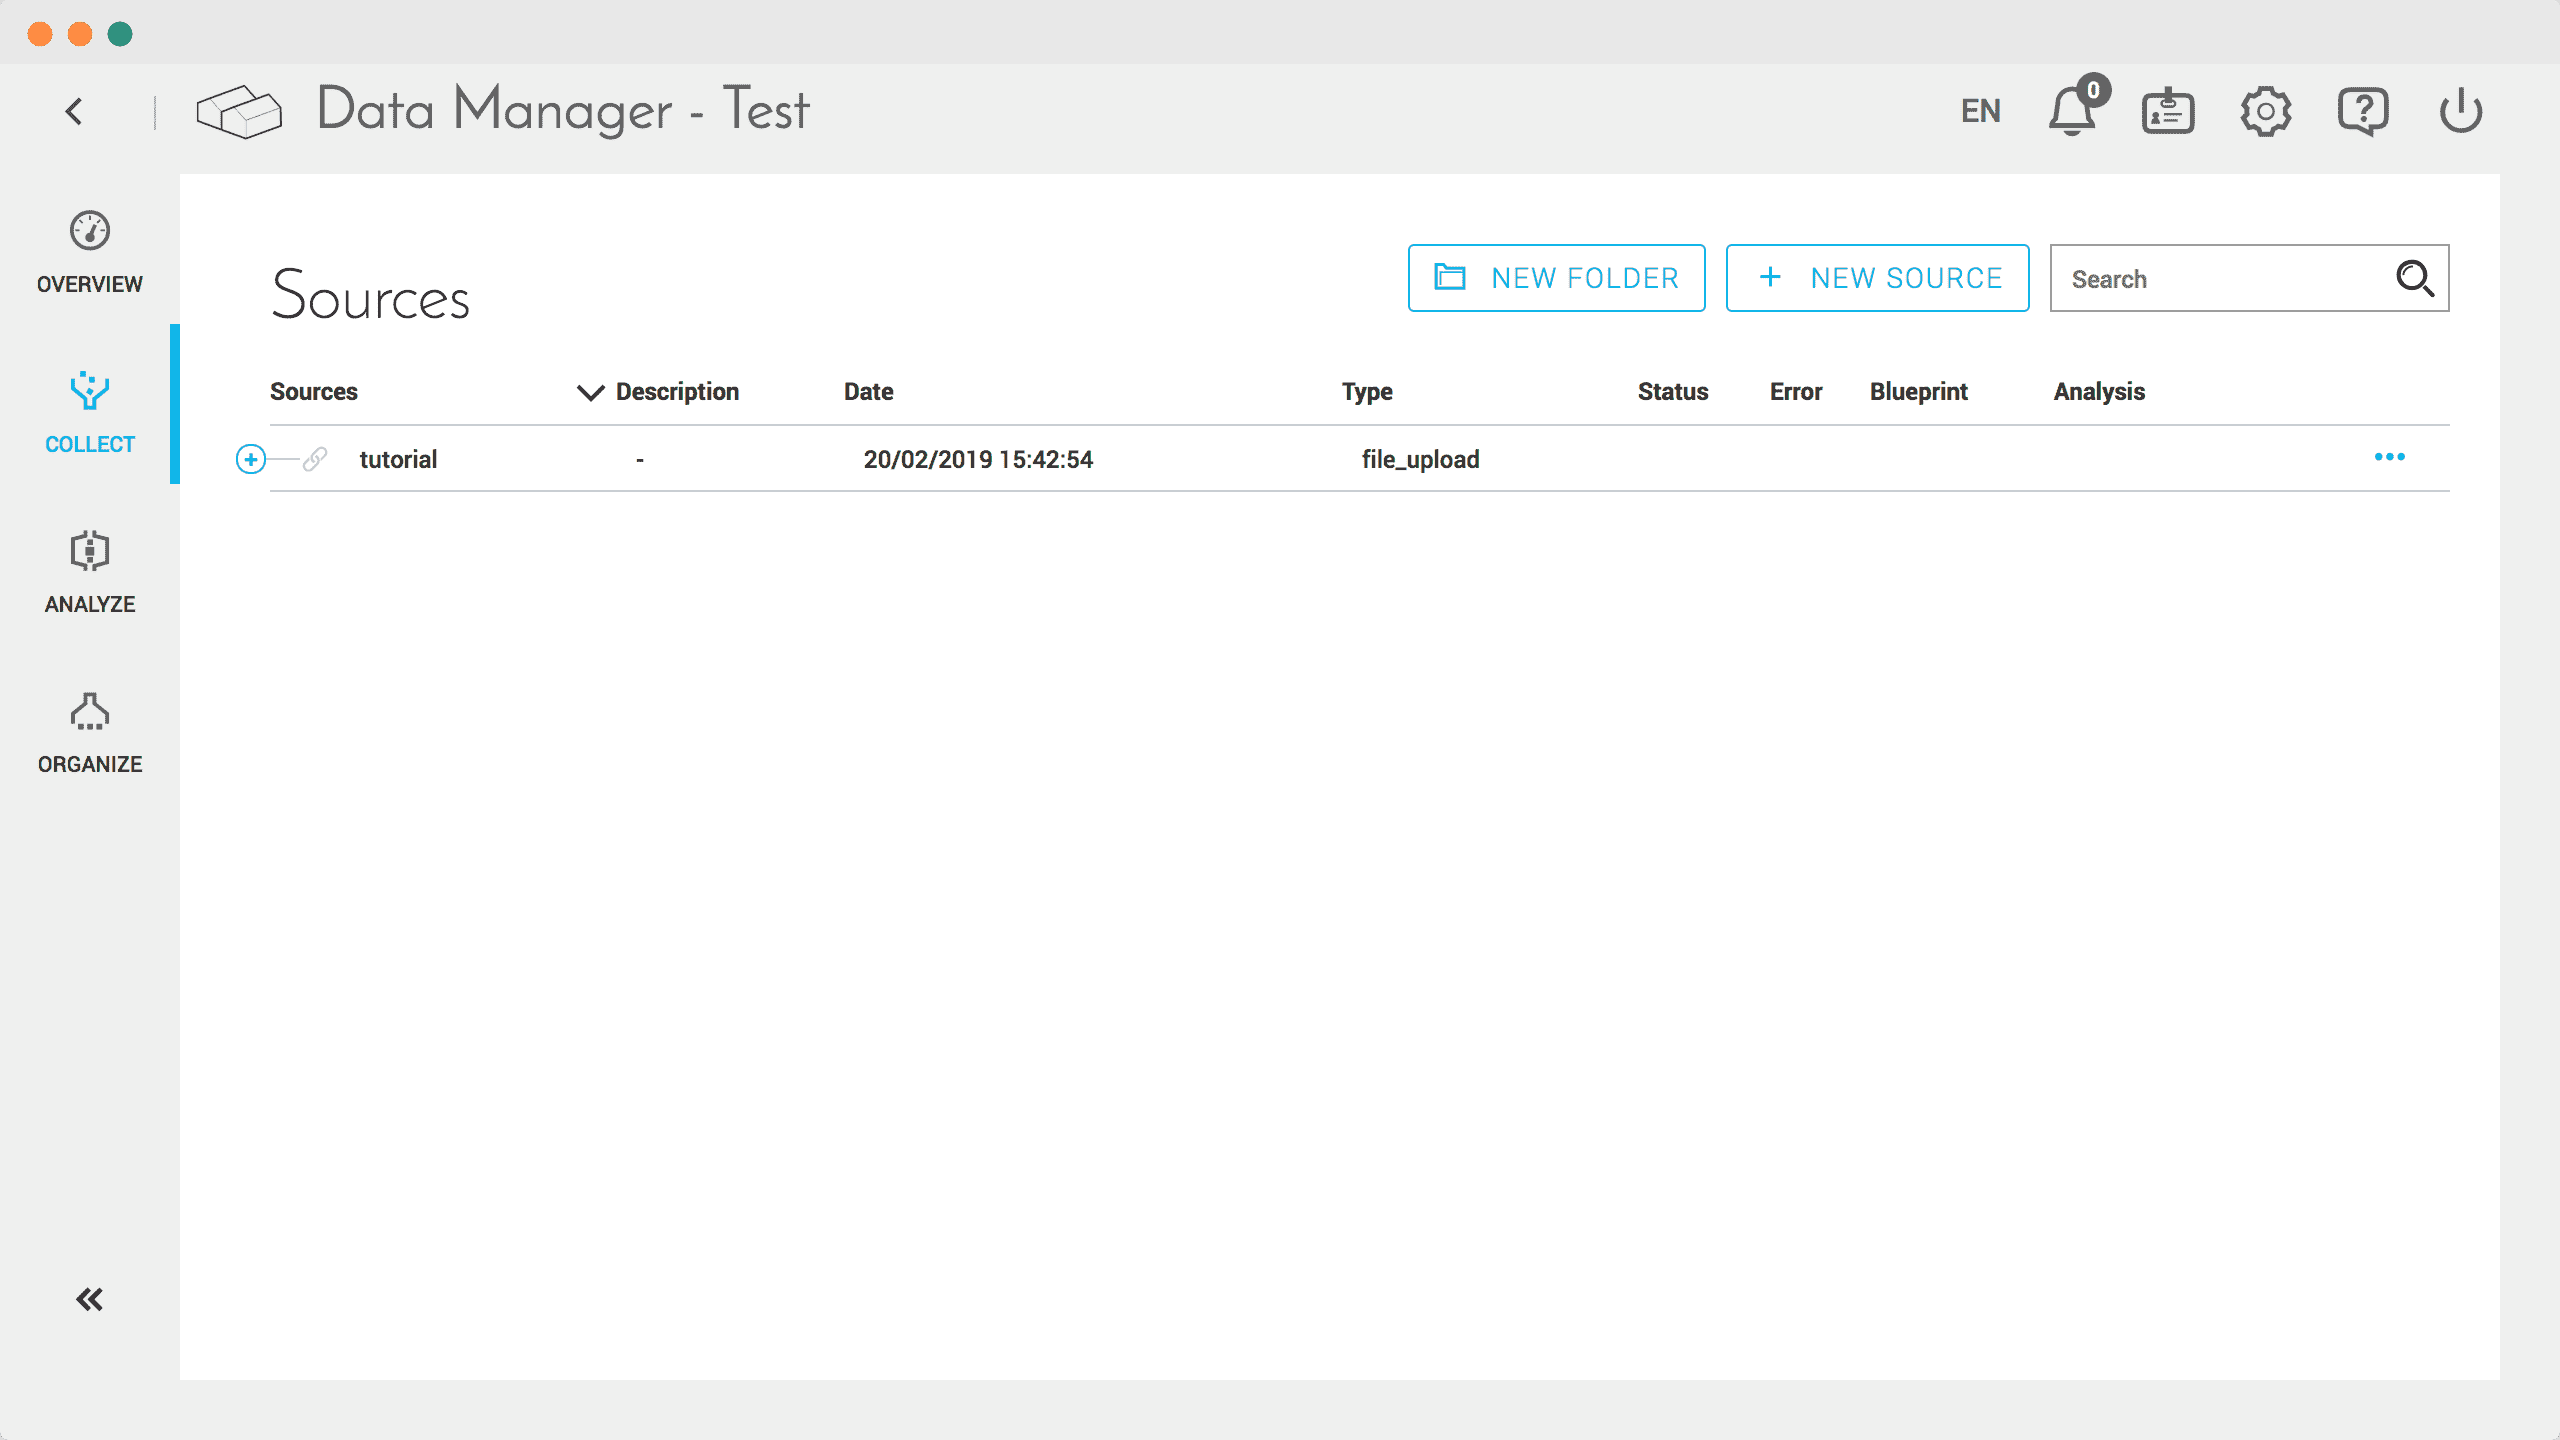 Data Manager - Test
EN
0
OVERVIEW
COLLECT
ANALYZE
ORGANIZE
Sources
NEW FOLDER
+ NEW SOURCE
Search
Sources Description Date Type Status Error Blueprint Analysis
tutorial - 20/02/2019 15:42:54 file_upload